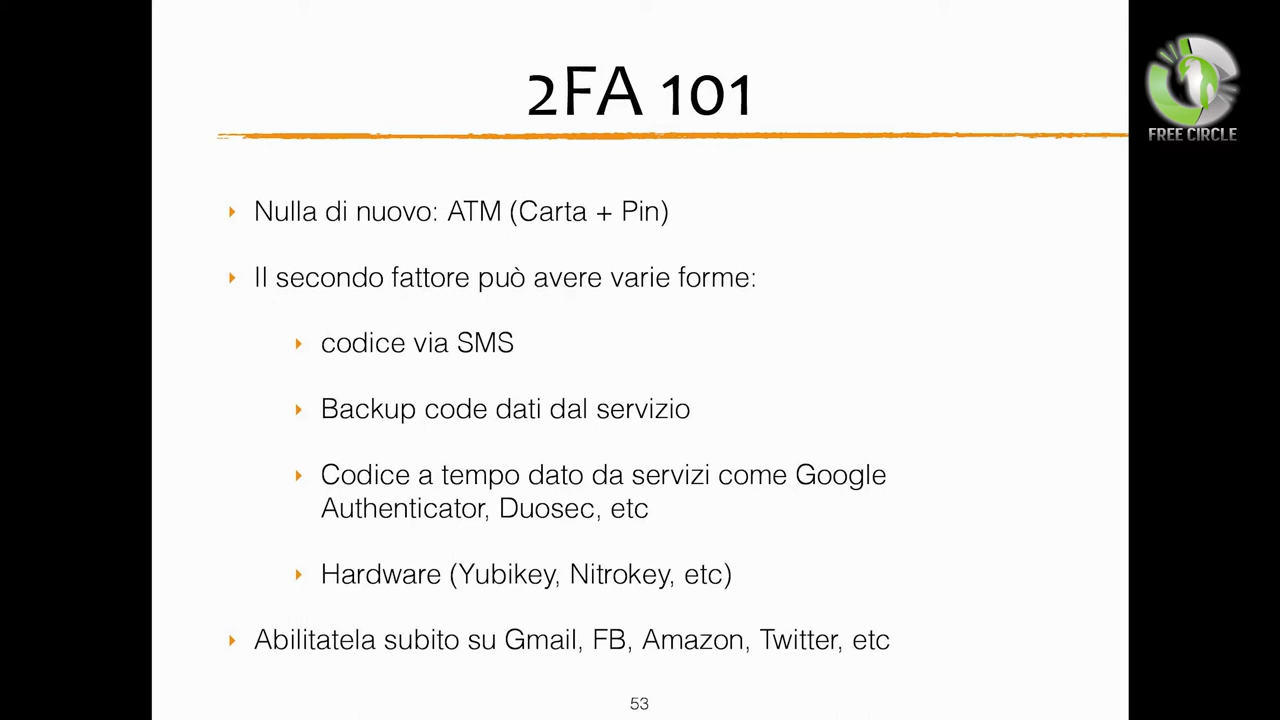 2FA 101
FREE CIRCLE
Nulla di nuovo: ATM (Carta + Pin)
Il secondo fattore può avere varie forme:
codice via SMS
Backup code dati dal servizio
Codice a tempo dato da servizi come Google
Authenticator, Duosec, etc
Hardware (Yubikey, Nitrokey, etc)
Abilitatela subito su Gmail, FB, Amazon, Twitter, etc
53